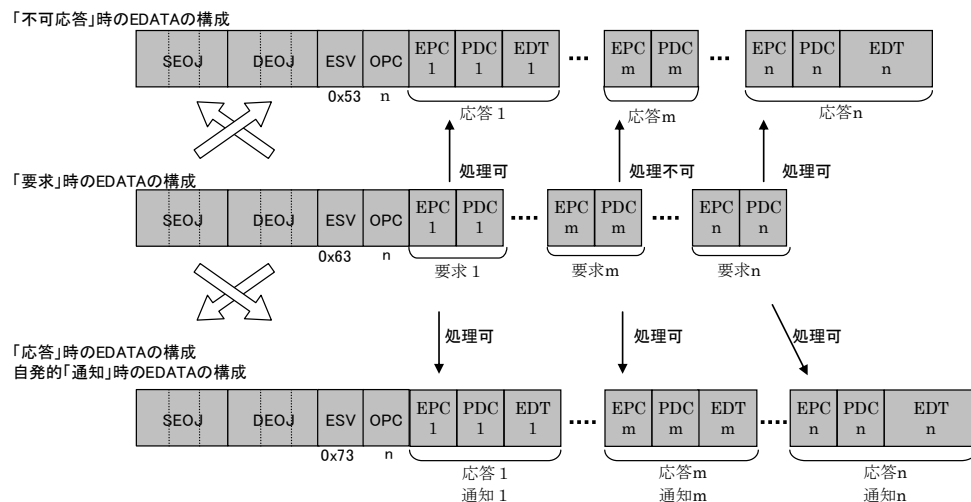 「不可応答」時のEDATAの構成
SEOJ DEOJ ESV OPC EPC 1 PDC 1 EDT 1 … EPC m PDC m … EPC n PDC n EDT n
0x53 n 応答1 応答m 応答n
処理可 処理不可 処理可
「要求」時のEDATAの構成
SEOJ DEOJ ESV OPC EPC 1 PDC 1 ‥‥ EPC m PDC m ‥‥ EPC n PDC n
0x63 n 要求1 要求m 要求n
処理可 処理可 処理可
「応答」時のEDATAの構成
自発的「通知」時のEDATAの構成
SEOJ DEOJ ESV OPC EPC 1 PDC 1 EDT 1 ‥‥ EPC m PDC m EDT m ‥‥ EPC n PDC n EDT n
0x73 n 応答1 応答m 応答n
通知1 通知m 通知n